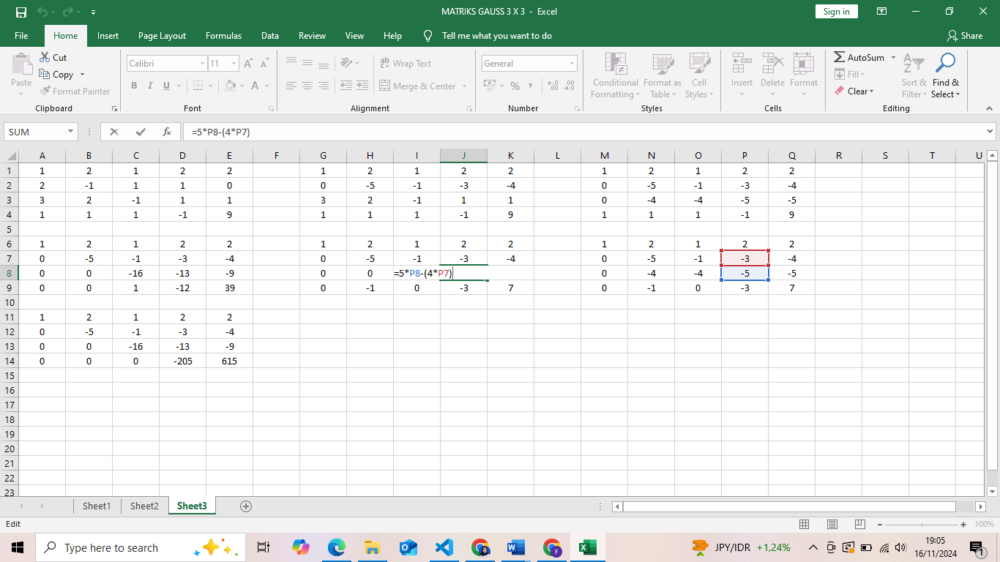 MATRIKS GAUSS 3 X 3 - Excel
Sign in
File Home Insert Page Layout Formulas Data Review View Help Tell me what you want to do Share
Paste
Cut
Copy
Format Painter
Clipboard
Calibri 11
B I U
Font
Wrap Text
Merge & Center
Alignment
General
Number
Conditional Formatting
Format as Table
Cell Styles
Styles
Insert Delete Format
Cells
AutoSum
Fill
Clear
Sort & Filter
Find & Select
Editing
SUM fx =5*P8-(4*P7)
A B C D E F G H I J K L M N O P Q R S T U
1 1 2 1 2 2 1 2 1 2 2 1 2 1 2 2
2 2 -1 1 1 0 0 -5 -1 -3 -4 0 -5 -1 -3 -4
3 3 2 -1 1 1 3 2 -1 1 1 0 -4 -4 -5 -5
4 1 1 1 -1 9 1 1 1 -1 9 1 1 1 -1 9
5
6 1 2 1 2 2 1 2 1 2 2 1 2 1 2 2
7 0 -5 -1 -3 -4 0 -5 -1 -3 -4 0 -5 -1 -3 -4
8 0 0 -16 -13 -9 0 0 =5*P8-(4*P7) 0 -4 -4 -5 -5
9 0 0 1 -12 39 0 -1 0 -3 7 0 -1 0 -3 7
10
11 1 2 1 2 2
12 0 -5 -1 -3 -4
13 0 0 -16 -13 -9
14 0 0 0 -205 615
15
16
17
18
19
20
21
22
23
Sheet1 Sheet2 Sheet3
Edit 100%
Type here to search
JPY/IDR +1,24%
19:05
16/11/2024
1